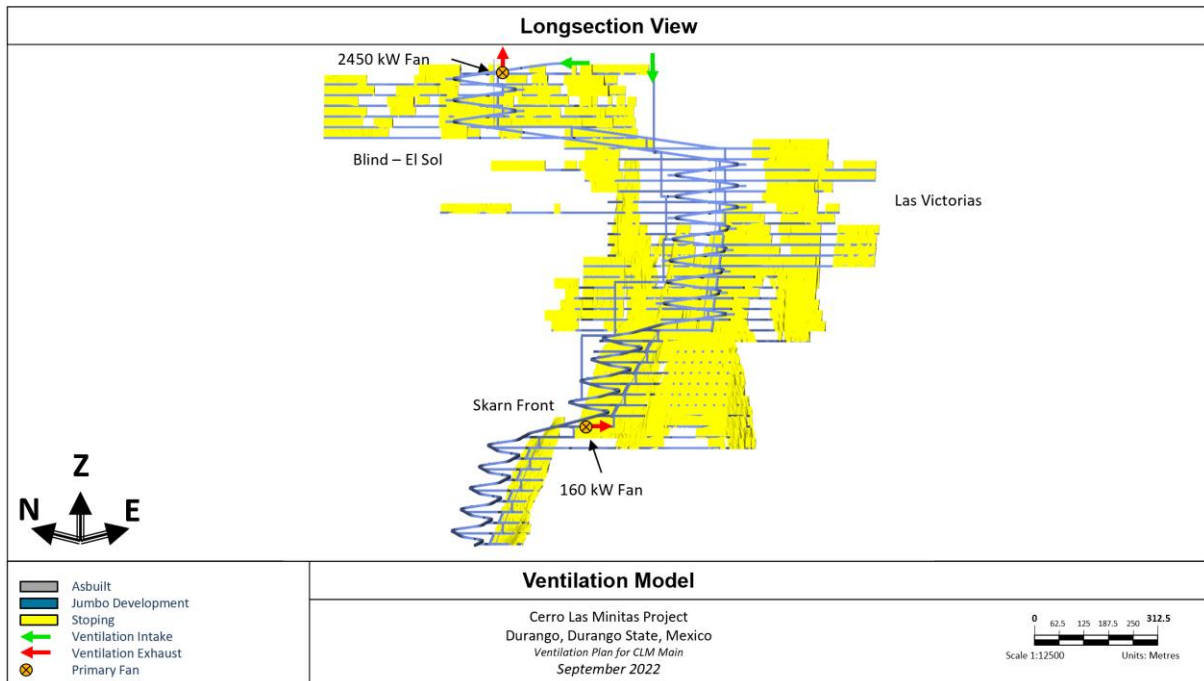 Longsection View
2450 kW Fan
Blind – El Sol
Las Victorias
Skarn Front
160 kW Fan
Z
N
E
Asbuilt
Jumbo Development
Stoping
Ventilation Intake
Ventilation Exhaust
Primary Fan
Ventilation Model
Cerro Las Minitas Project
Durango, Durango State, Mexico
Ventilation Plan for CLM Main
September 2022
0 62.5 125 187.5 250 312.5
Scale 1:12500 Units: Metres